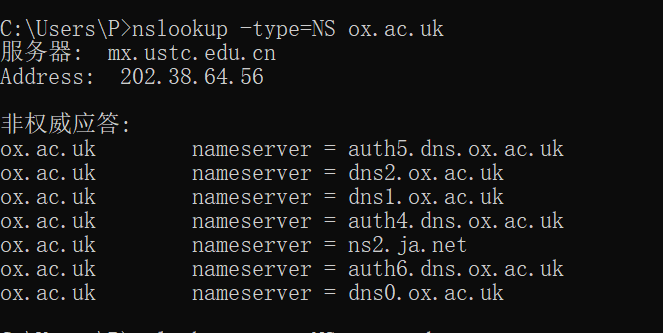 C:\Users\P>nslookup -type=NS ox.ac.uk
服务器:  mx.ustc.edu.cn
Address:  202.38.64.56
非权威应答:
ox.ac.uk        nameserver = auth5.dns.ox.ac.uk
ox.ac.uk        nameserver = dns2.ox.ac.uk
ox.ac.uk        nameserver = dns1.ox.ac.uk
ox.ac.uk        nameserver = auth4.dns.ox.ac.uk
ox.ac.uk        nameserver = ns2.ja.net
ox.ac.uk        nameserver = auth6.dns.ox.ac.uk
ox.ac.uk        nameserver = dns0.ox.ac.uk